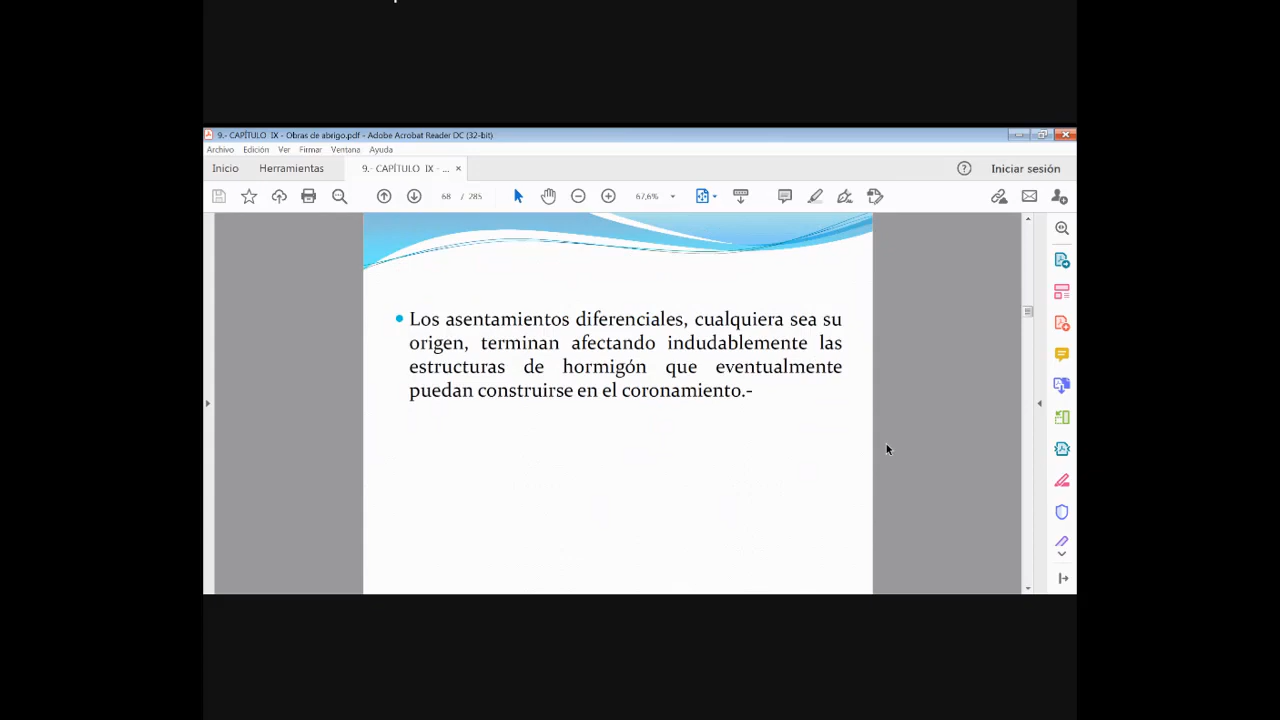 9.- CAPÍTULO IX - Obras de abrigo.pdf - Adobe Acrobat Reader DC (32-bit)
Archivo Edición Ver Firmar Ventana Ayuda
Inicio Herramientas 9.- CAPÍTULO IX - ... × Iniciar sesión
68 / 285 67,6%
• Los asentamientos diferenciales, cualquiera sea su
origen, terminan afectando indudablemente las
estructuras de hormigón que eventualmente
puedan construirse en el coronamiento.-